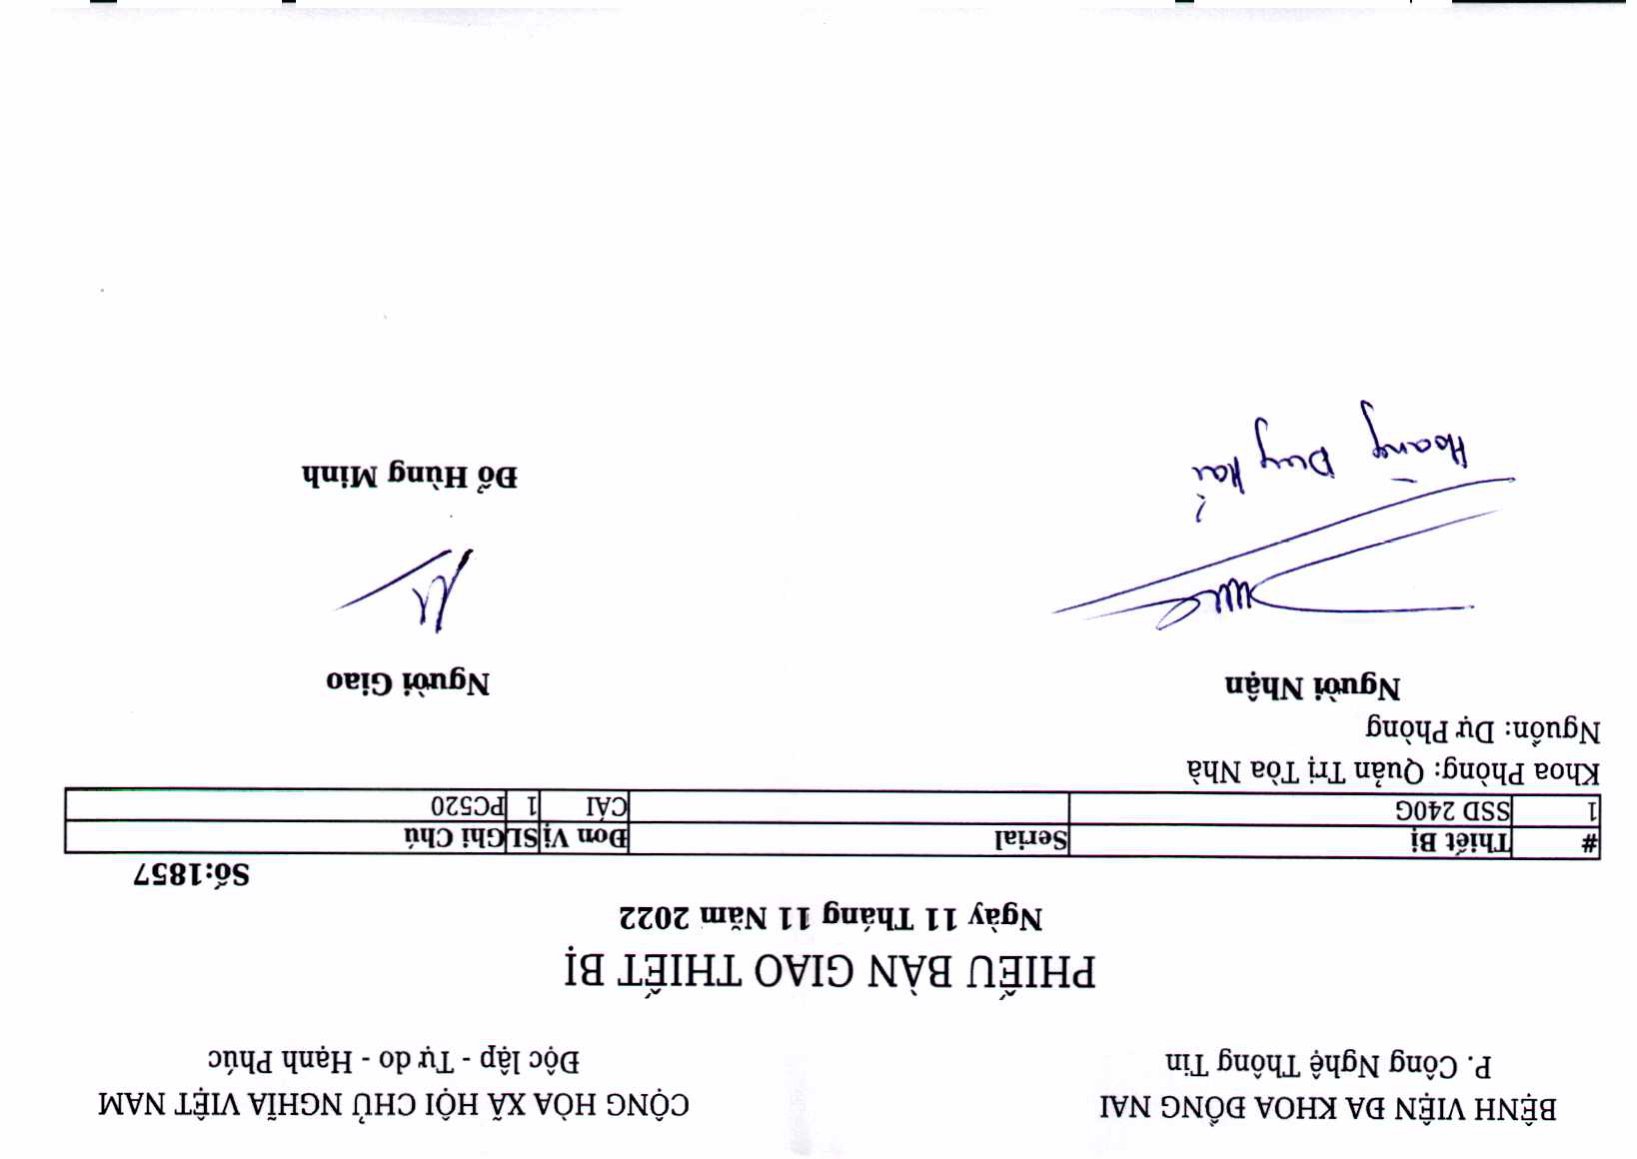 BỆNH VIỆN ĐA KHOA ĐỒNG NAI
P. Công Nghệ Thông Tin
CỘNG HÒA XÃ HỘI CHỦ NGHĨA VIỆT NAM
Độc lập - Tự do - Hạnh Phúc
PHIẾU BÀN GIAO THIẾT BỊ
Ngày 11 Tháng 11 Năm 2022
Số:1857
# Thiết Bị Serial Đơn Vị SL Ghi Chú
1 SSD 240G CÁI 1 PC520
Khoa Phòng: Quản Trị Tòa Nhà
Nguồn: Dự Phòng
Người Nhận
Người Giao
Hoàng Duy Hải
Đỗ Hùng Minh